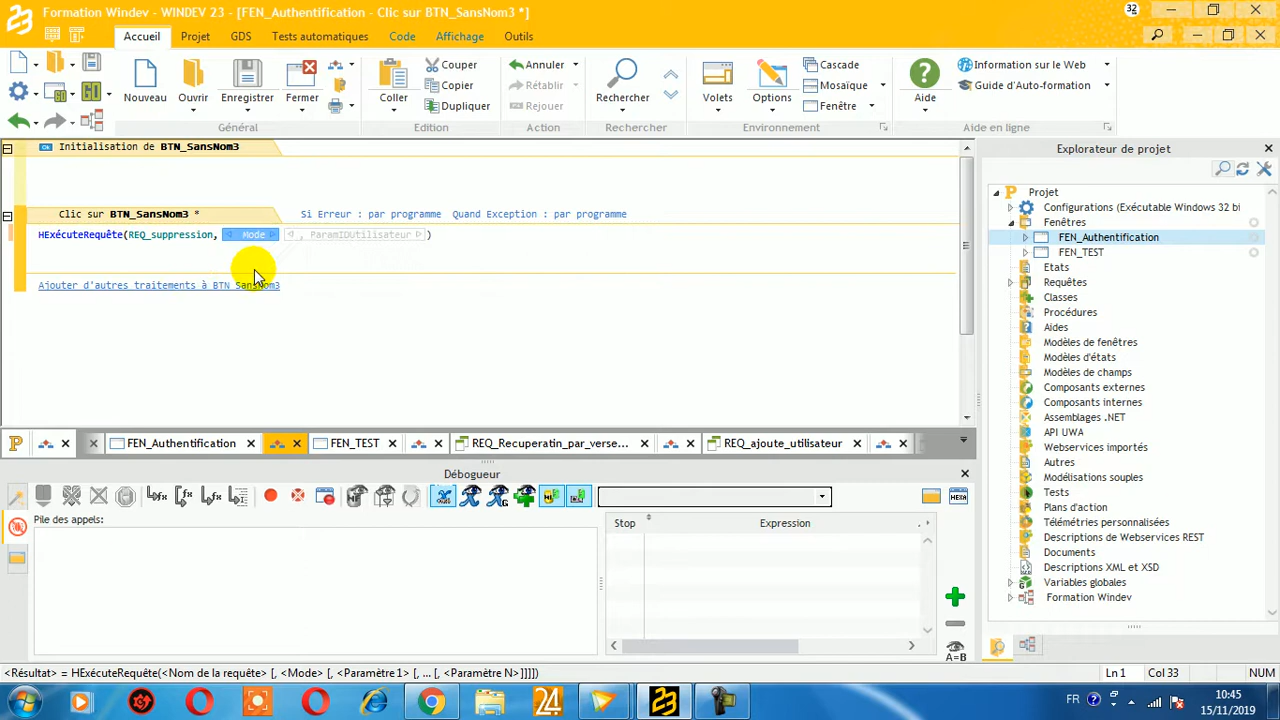 Formation Windev - WINDEV 23 - [FEN_Authentification - Clic sur BTN_SansNom3 *]
32
Accueil
Projet
GDS
Tests automatiques
Code
Affichage
Outils
Nouveau
Ouvrir
Enregistrer
Fermer
Coller
Couper
Copier
Dupliquer
Annuler
Rétablir
Rejouer
Rechercher
Volets
Options
Cascade
Mosaïque
Fenêtre
Aide
Information sur le Web
Guide d'Auto-formation
Général
Edition
Action
Rechercher
Environnement
Aide en ligne
Initialisation de BTN_SansNom3
Clic sur BTN_SansNom3 *
Si Erreur : par programme
Quand Exception : par programme
HExécuteRequête(REQ_suppression, Mode , ParamIDUtilisateur )
Ajouter d'autres traitements à BTN_SansNom3
Explorateur de projet
Projet
Configurations (Exécutable Windows 32 bi
Fenêtres
FEN_Authentification
FEN_TEST
Etats
Requêtes
Classes
Procédures
Aides
Modèles de fenêtres
Modèles d'états
Modèles de champs
Composants externes
Composants internes
Assemblages .NET
API UWA
Webservices importés
Autres
Modélisations souples
Tests
Plans d'action
Télémétries personnalisées
Descriptions de Webservices REST
Documents
Descriptions XML et XSD
Variables globales
Formation Windev
FEN_Authentification
FEN_TEST
REQ_Recuperatin_par_verse...
REQ_ajoute_utilisateur
Débogueur
Pile des appels:
Stop
Expression
A=B
<Résultat> = HExécuteRequête(<Nom de la requête> [, <Mode> [, <Paramètre 1> [, ... [, <Paramètre N>]]]])
Ln 1
Col 33
NUM
FR
10:45
15/11/2019